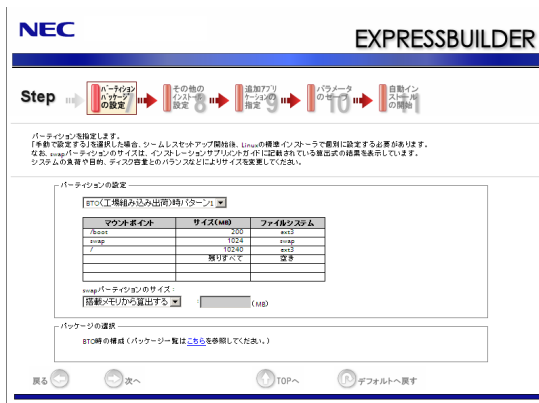 NEC
EXPRESSBUILDER
Step
パーティション/パッケージの設定 7
その他のインストール設定 8
追加アプリケーションの指定 9
パラメータのセーブ 10
自動インストールの開始 11
パーティションを指定します。
「手動で設定する」を選択した場合、シームレスセットアップ開始後、Linuxの標準インストーラで個別に設定する必要があります。
なお、swapパーティションのサイズは、インストレーションサプリメントガイドに記載されている算出式の結果を表示しています。
システムの負荷や目的、ディスク容量とのバランスなどによりサイズを変更してください。
パーティションの設定
BTO(工場組み込み出荷)時パターン1
マウントポイント サイズ(MB) ファイルシステム
/boot 200 ext3
swap 1024 swap
/ 10240 ext3
残りすべて 空き
swapパーティションのサイズ:
搭載メモリから算出する : (MB)
パッケージの選択
BTO時の構成(パッケージ一覧はこちらを参照してください。)
戻る 次へ TOPへ デフォルトへ戻す